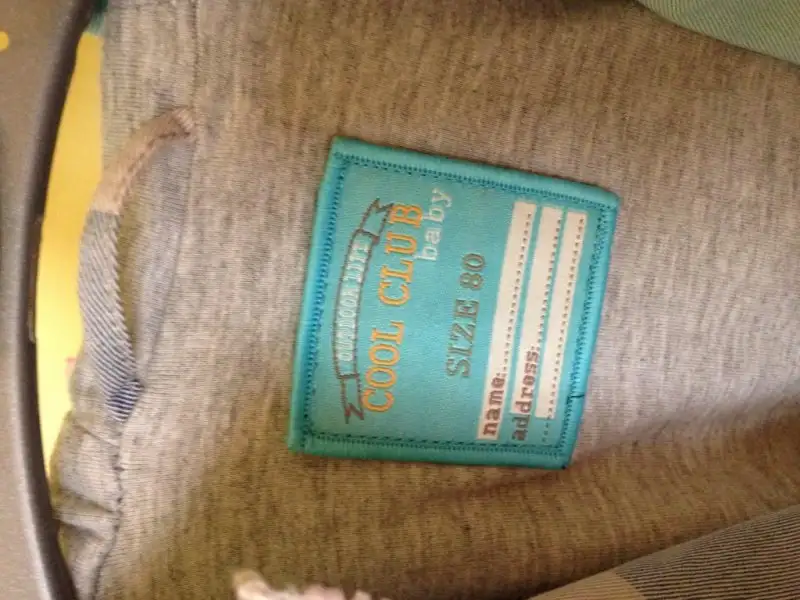 OUTDOOR LIFE
COOL CLUB
baby
SIZE 80
name:
address: